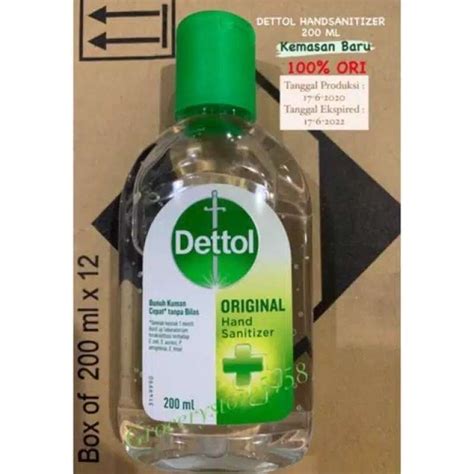 DETTOL HANDSANITIZER
200 ML
Kemasan Baru
100% ORI
Tanggal Produksi :
17-6-2020
Tanggal Ekspired :
17-6-2022
Box of 200 ml x 12
Dettol
Bunuh Kuman
Cepat* tanpa Bilas
ORIGINAL
Hand
Sanitizer
200 ml